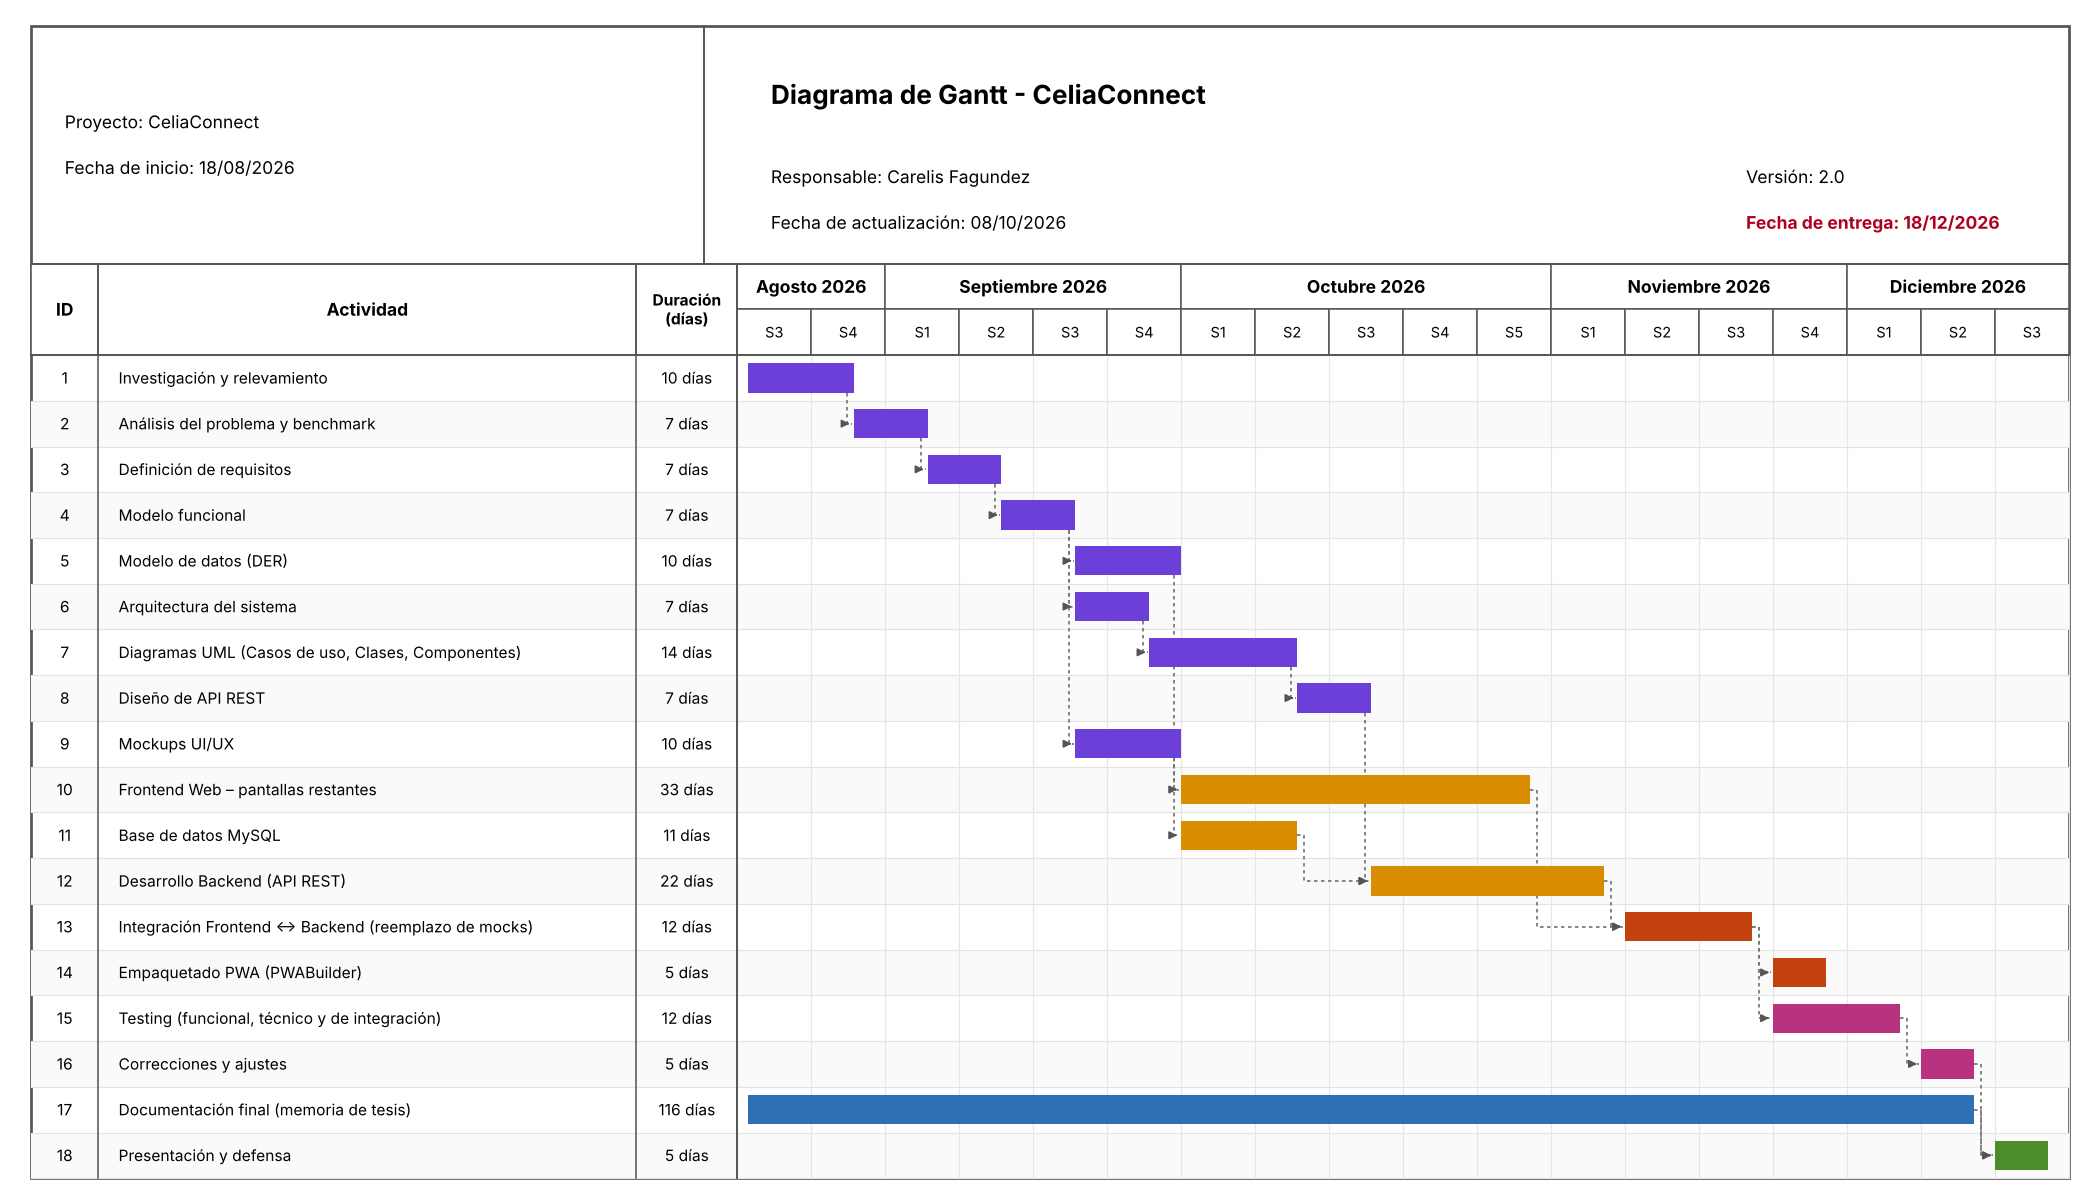 Proyecto: CeliaConnect
Fecha de inicio: 18/08/2026
Diagrama de Gantt - CeliaConnect
Responsable: Carelis Fagundez
Versión: 2.0
Fecha de actualización: 08/10/2026
Fecha de entrega: 18/12/2026
ID
Actividad
Duración
(días)
Agosto 2026
Septiembre 2026
Octubre 2026
Noviembre 2026
Diciembre 2026
S3 S4 S1 S2 S3 S4 S1 S2 S3 S4 S5 S1 S2 S3 S4 S1 S2 S3
1 Investigación y relevamiento 10 días
2 Análisis del problema y benchmark 7 días
3 Definición de requisitos 7 días
4 Modelo funcional 7 días
5 Modelo de datos (DER) 10 días
6 Arquitectura del sistema 7 días
7 Diagramas UML (Casos de uso, Clases, Componentes) 14 días
8 Diseño de API REST 7 días
9 Mockups UI/UX 10 días
10 Frontend Web – pantallas restantes 33 días
11 Base de datos MySQL 11 días
12 Desarrollo Backend (API REST) 22 días
13 Integración Frontend ↔ Backend (reemplazo de mocks) 12 días
14 Empaquetado PWA (PWABuilder) 5 días
15 Testing (funcional, técnico y de integración) 12 días
16 Correcciones y ajustes 5 días
17 Documentación final (memoria de tesis) 116 días
18 Presentación y defensa 5 días